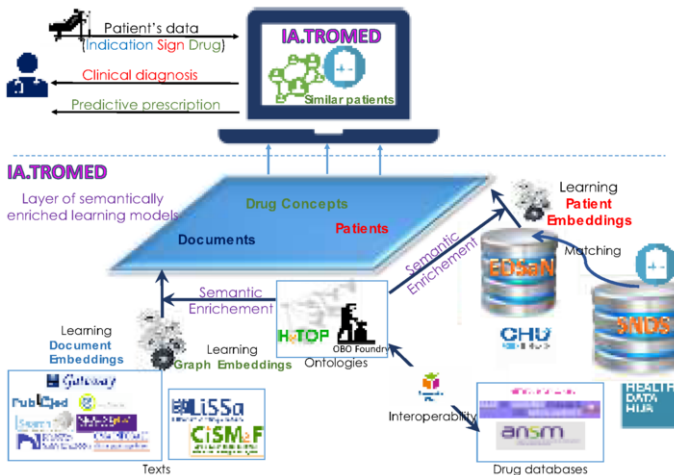 Patient's data
(Indication Sign Drug)
Clinical diagnosis
Predictive prescription
IA.TROMED
Similar patients
IA.TROMED
Layer of semantically
enriched learning models
Drug Concepts
Documents
Patients
Learning
Patient
Embeddings
Matching
EDSaN
SNDS
Semantic
Enrichement
Semantic
Enrichement
Learning
Document
Embeddings
Learning
Graph Embeddings
HeTOP
OBO Foundry
Ontologies
CHU
Gateway
LiSSa
CiSMeF
Texts
Interoperability
ansm
Drug databases
HEALTH
DATA
HUB